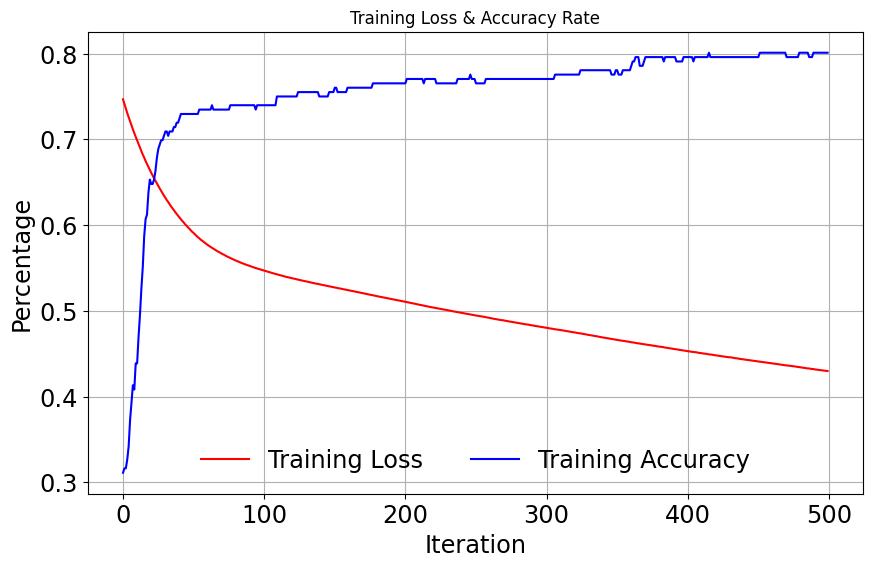 Training Loss & Accuracy Rate
Percentage
0.8
0.7
0.6
0.5
0.4
0.3
Training Loss Training Accuracy
0 100 200 300 400 500
Iteration